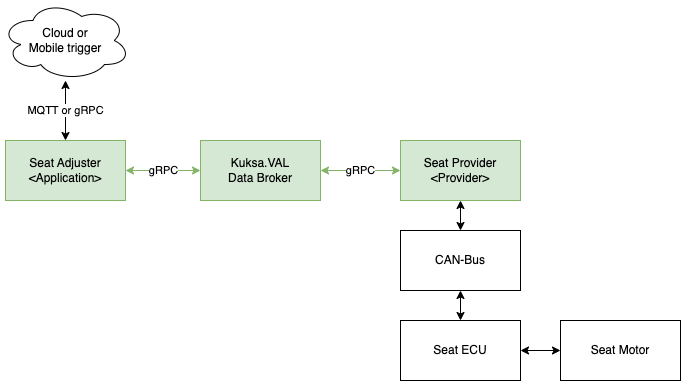 Cloud or
Mobile trigger
MQTT or gRPC
Seat Adjuster
<Application>
gRPC
Kuksa.VAL
Data Broker
gRPC
Seat Provider
<Provider>
CAN-Bus
Seat ECU
Seat Motor